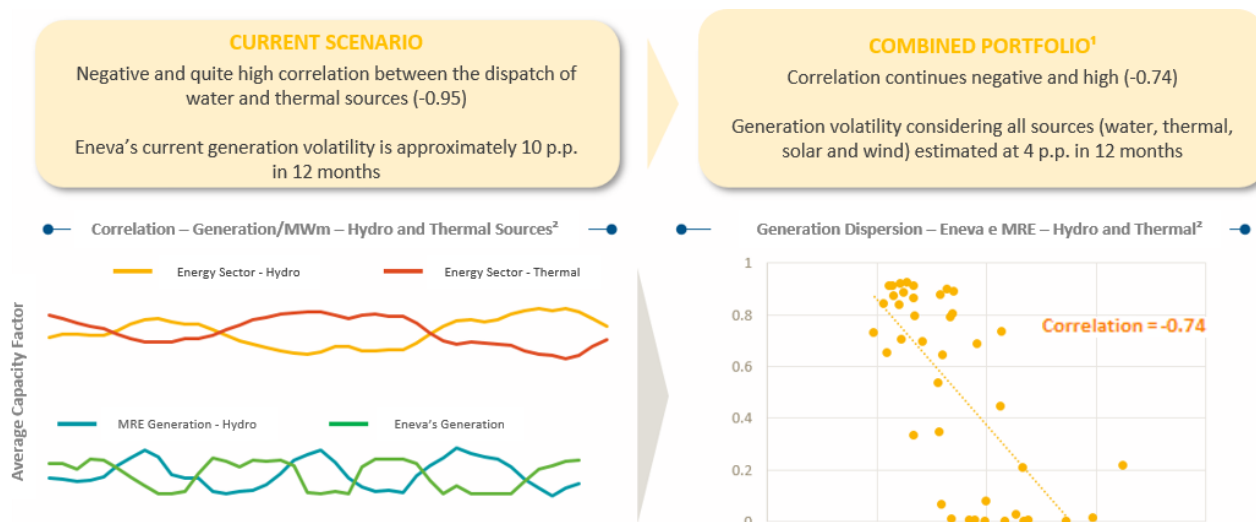 CURRENT SCENARIO
Negative and quite high correlation between the dispatch of
water and thermal sources (-0.95)
Eneva's current generation volatility is approximately 10 p.p.
in 12 months
COMBINED PORTFOLIO¹
Correlation continues negative and high (-0.74)
Generation volatility considering all sources (water, thermal,
solar and wind) estimated at 4 p.p. in 12 months
Correlation – Generation/MWm – Hydro and Thermal Sources²
Energy Sector - Hydro
Energy Sector - Thermal
MRE Generation - Hydro
Eneva's Generation
Average Capacity Factor
Generation Dispersion – Eneva e MRE – Hydro and Thermal²
1
0.8
0.6
0.4
0.2
0
Correlation = -0.74